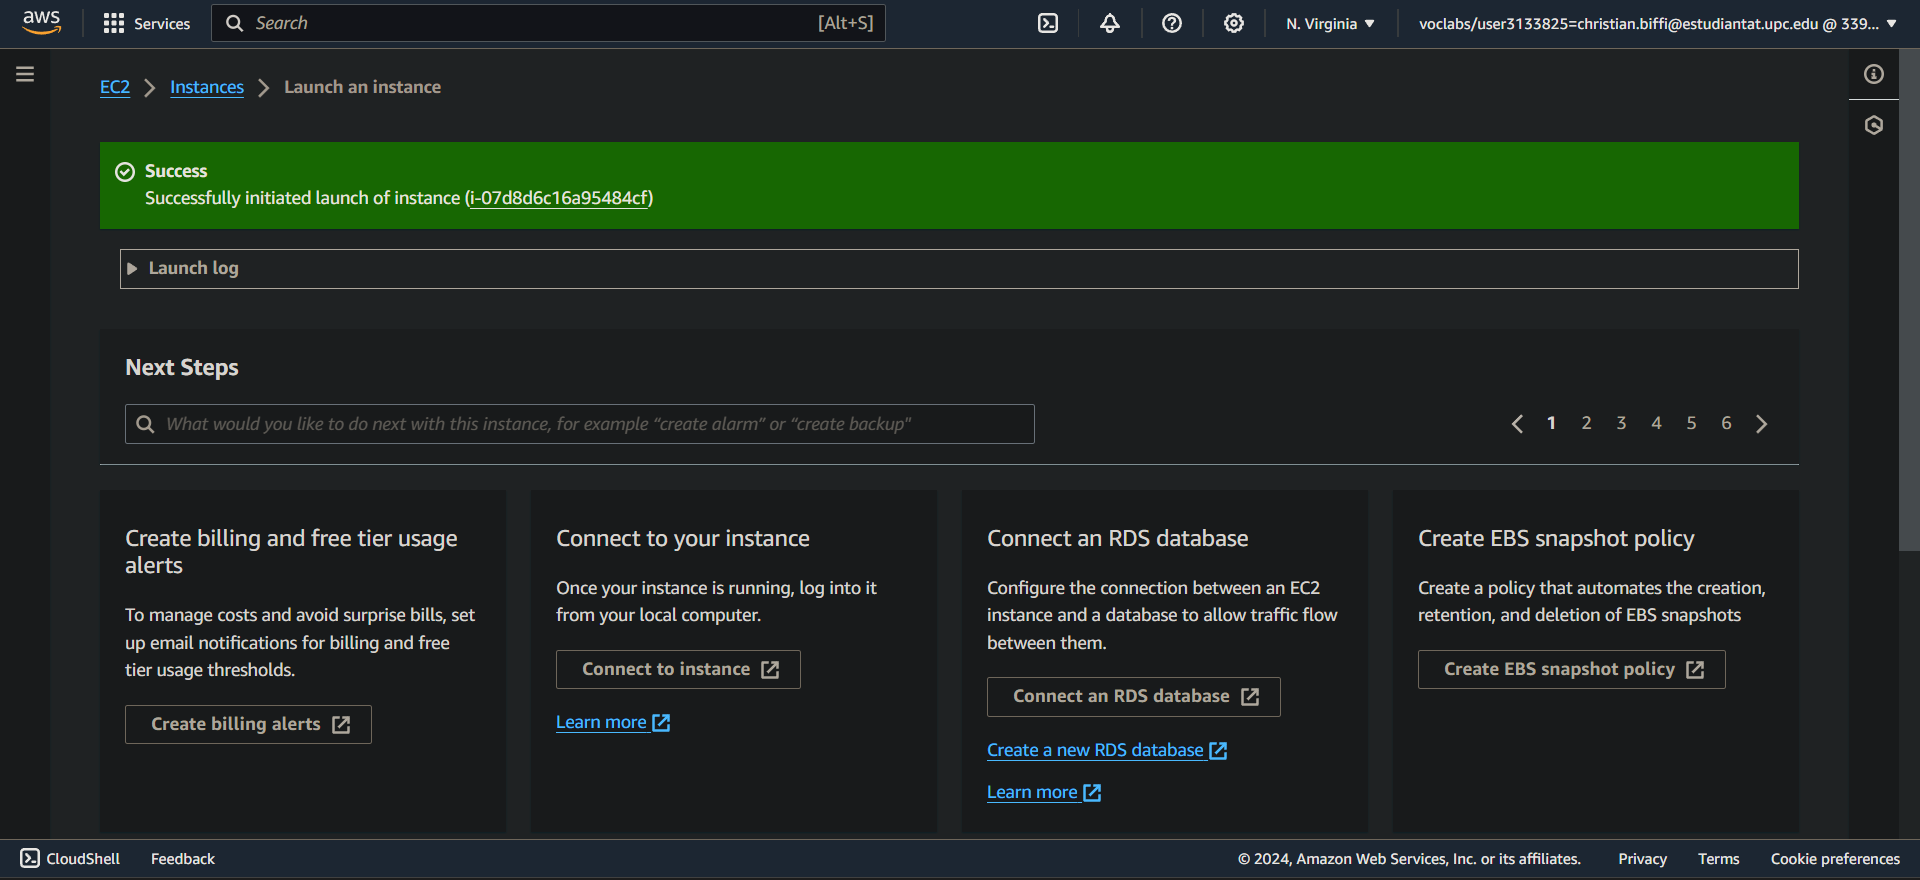 aws
Services
Search
[Alt+S]
N. Virginia
voclabs/user3133825=christian.biffi@estudiantat.upc.edu @ 339...
EC2
Instances
Launch an instance
Success
Successfully initiated launch of instance (i-07d8d6c16a95484cf)
Launch log
Next Steps
What would you like to do next with this instance, for example “create alarm” or “create backup”
1 2 3 4 5 6
Create billing and free tier usage
alerts
To manage costs and avoid surprise bills, set
up email notifications for billing and free
tier usage thresholds.
Create billing alerts
Connect to your instance
Once your instance is running, log into it
from your local computer.
Connect to instance
Learn more
Connect an RDS database
Configure the connection between an EC2
instance and a database to allow traffic flow
between them.
Connect an RDS database
Create a new RDS database
Learn more
Create EBS snapshot policy
Create a policy that automates the creation,
retention, and deletion of EBS snapshots
Create EBS snapshot policy
CloudShell
Feedback
© 2024, Amazon Web Services, Inc. or its affiliates.
Privacy
Terms
Cookie preferences